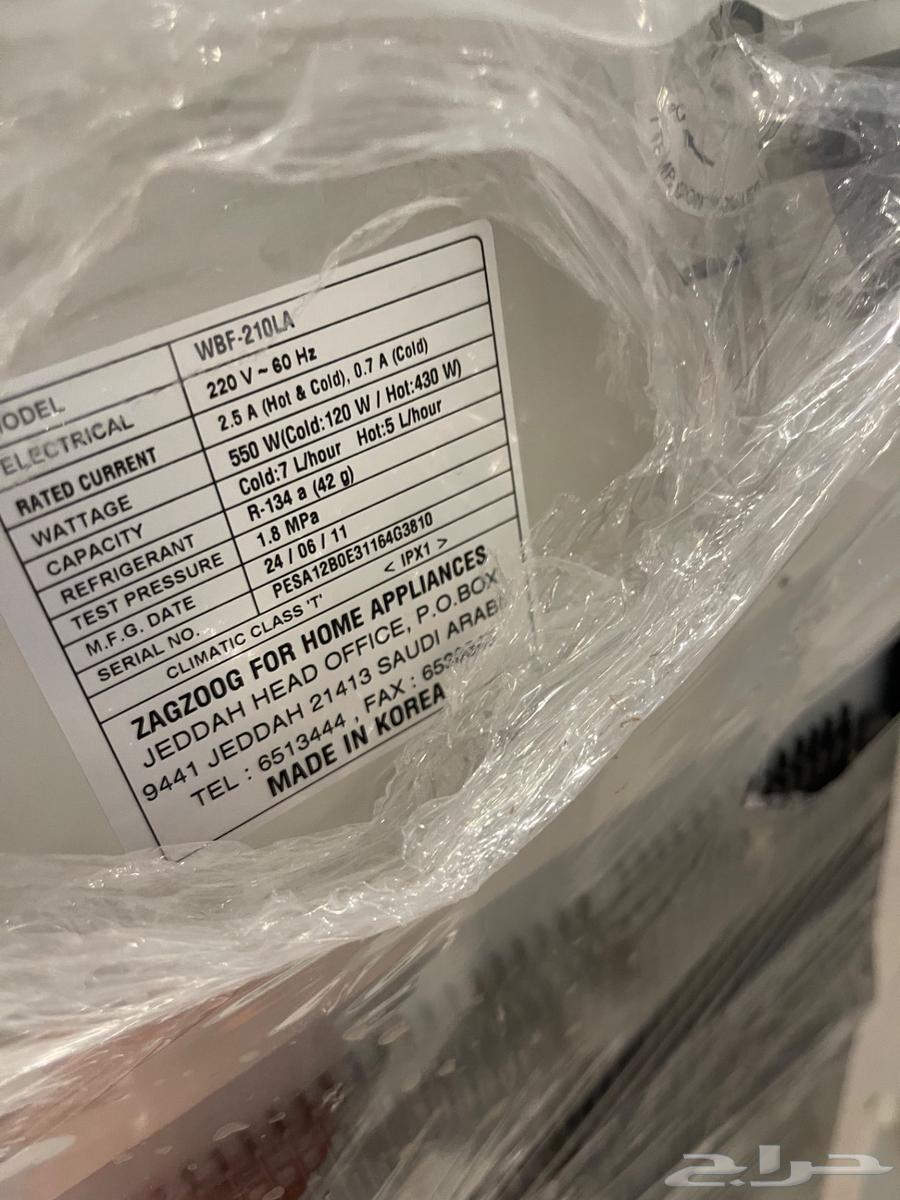 MODEL WBF-210LA
ELECTRICAL 220 V ~ 60 Hz
RATED CURRENT 2.5 A (Hot & Cold), 0.7 A (Cold)
WATTAGE 550 W(Cold:120 W / Hot:430 W)
CAPACITY Cold:7 L/hour Hot:5 L/hour
REFRIGERANT R-134 a (42 g)
TEST PRESSURE 1.8 MPa
M.F.G. DATE 24 / 06 / 11
SERIAL NO. PESA12B0E31164G3810
CLIMATIC CLASS 'T' < IPX1 >
ZAGZOOG FOR HOME APPLIANCES
JEDDAH HEAD OFFICE, P.O.BOX
9441 JEDDAH 21413 SAUDI ARABI
TEL : 6513444 , FAX :
MADE IN KOREA
حراج